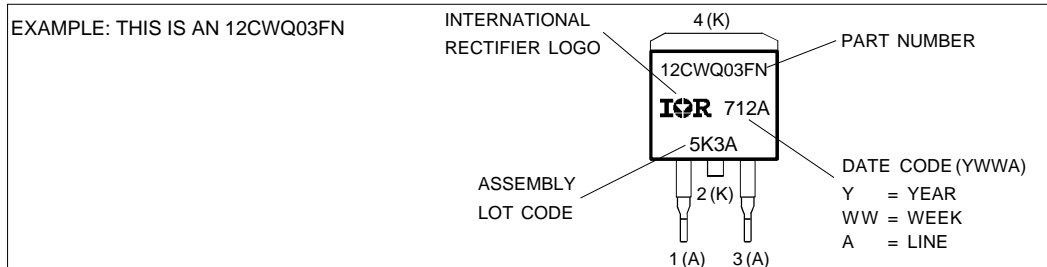 EXAMPLE: THIS IS AN 12CWQ03FN
INTERNATIONAL
RECTIFIER LOGO
4 (K)
PART NUMBER
12CWQ03FN
IOR 712A
5K3A
ASSEMBLY
LOT CODE
2 (K)
1 (A) 3 (A)
DATE CODE (YWWA)
Y = YEAR
WW = WEEK
A = LINE